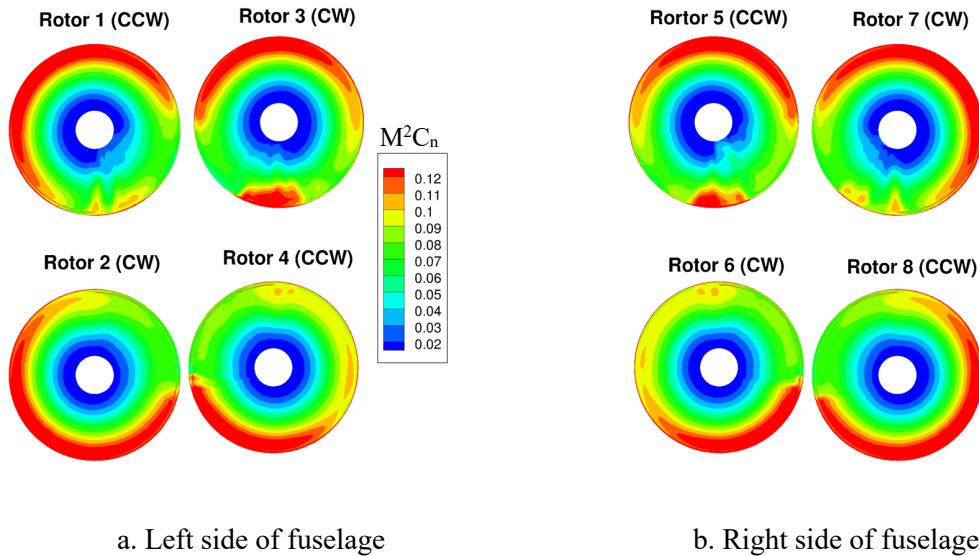 Rotor 1 (CCW)
Rotor 3 (CW)
Rortor 5 (CCW)
Rotor 7 (CW)
M²Cₙ
0.12
0.11
0.1
0.09
0.08
0.07
0.06
0.05
0.04
0.03
0.02
Rotor 2 (CW)
Rotor 4 (CCW)
Rotor 6 (CW)
Rotor 8 (CCW)
a. Left side of fuselage
b. Right side of fuselage